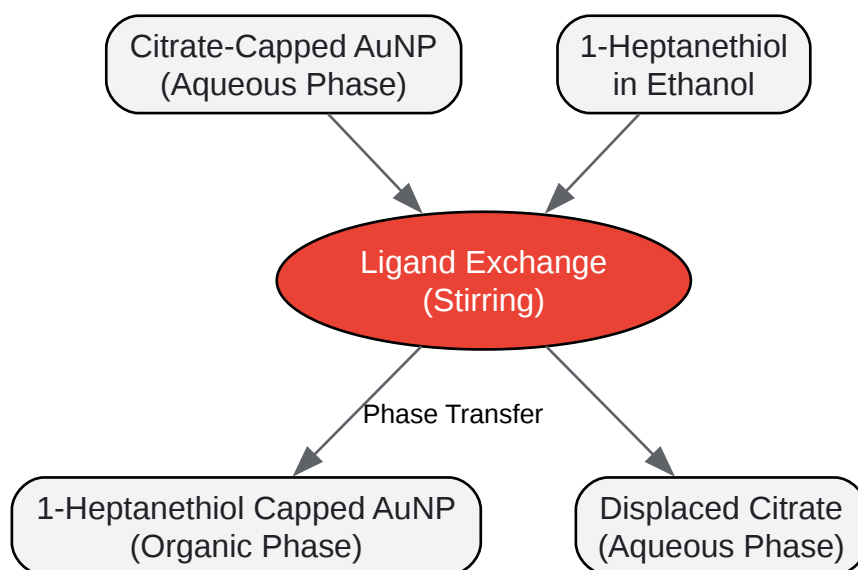 Citrate-Capped AuNP
(Aqueous Phase)
1-Heptanethiol
in Ethanol
Ligand Exchange
(Stirring)
Phase Transfer
1-Heptanethiol Capped AuNP
(Organic Phase)
Displaced Citrate
(Aqueous Phase)